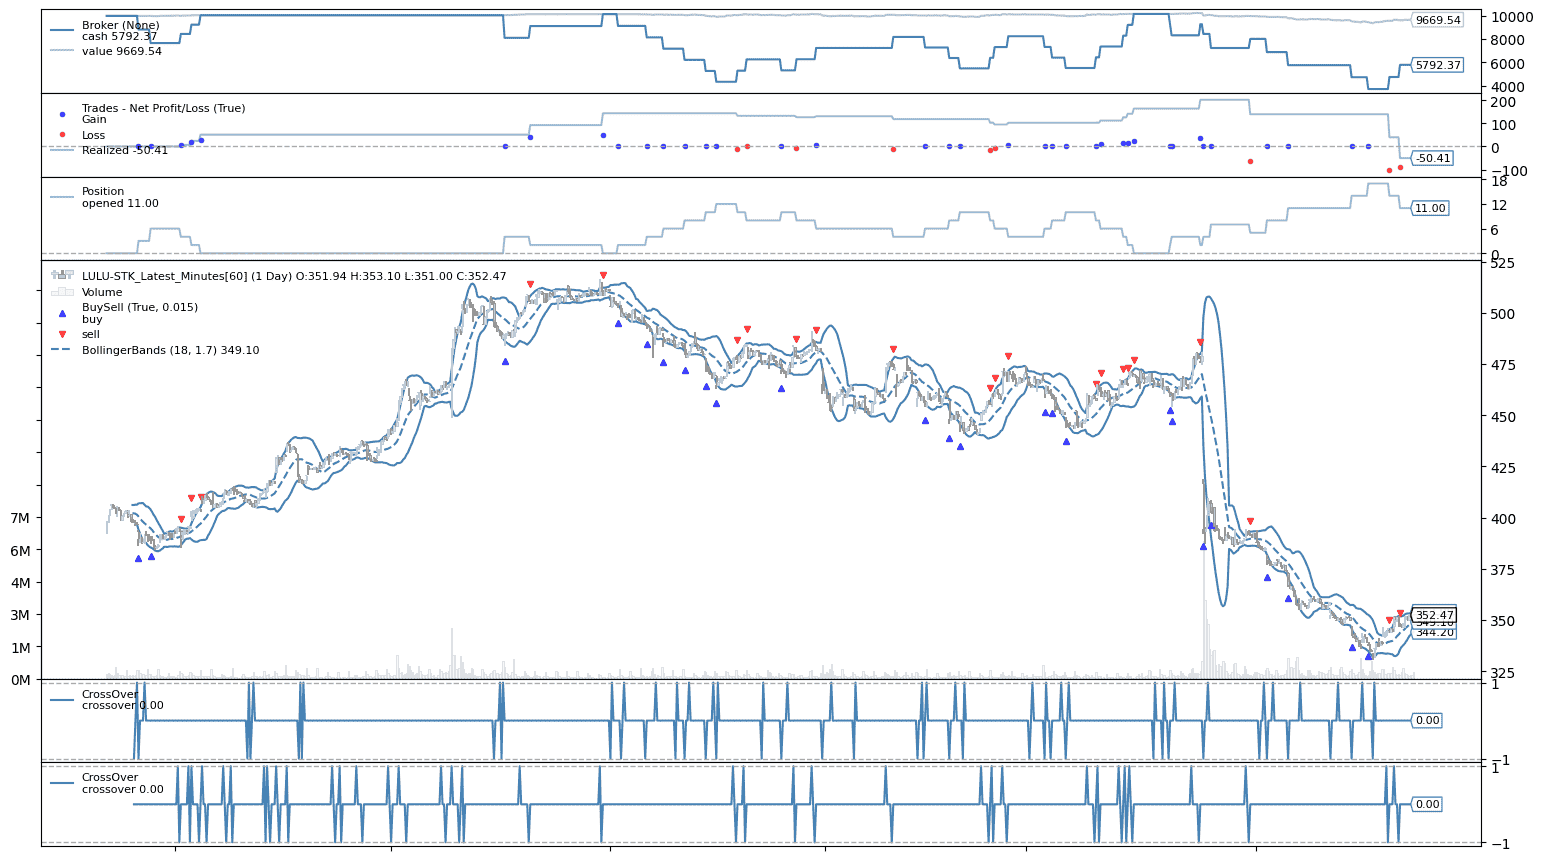 Broker (None)
cash 5792.37
value 9669.54
10000
9669.54
8000
6000
5792.37
4000
Trades - Net Profit/Loss (True)
Gain
Loss
Realized -50.41
200
100
0
-50.41
−100
Position
opened 11.00
18
12
11.00
6
0
LULU-STK_Latest_Minutes[60] (1 Day) O:351.94 H:353.10 L:351.00 C:352.47
Volume
BuySell (True, 0.015)
buy
sell
BollingerBands (18, 1.7) 349.10
525
500
475
450
425
400
375
350
325
352.47
349.10
344.20
7M
6M
4M
3M
1M
0M
CrossOver
crossover 0.00
1
0.00
−1
CrossOver
crossover 0.00
1
0.00
−1